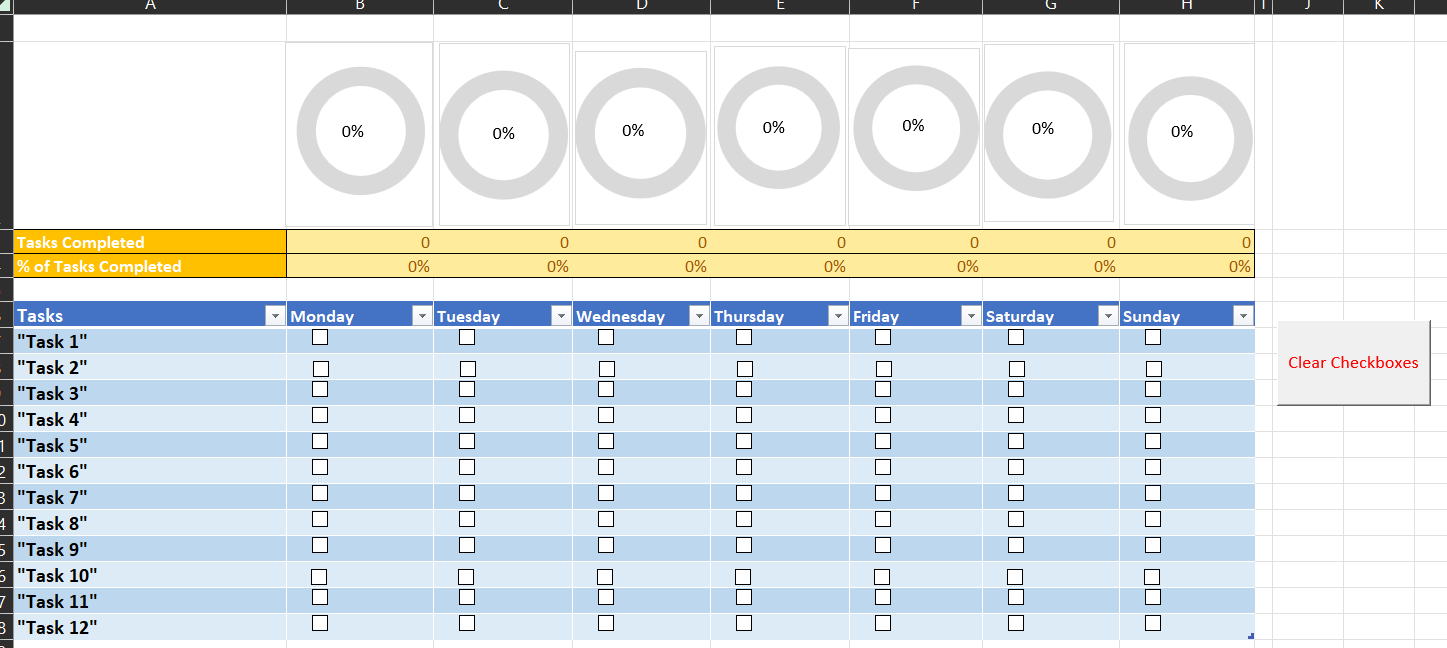 A B C D E F G H I J K
0% 0% 0% 0% 0% 0% 0%
Tasks Completed 0 0 0 0 0 0 0
% of Tasks Completed 0% 0% 0% 0% 0% 0% 0%
Tasks Monday Tuesday Wednesday Thursday Friday Saturday Sunday
"Task 1"
Clear Checkboxes
"Task 2"
"Task 3"
"Task 4"
"Task 5"
"Task 6"
"Task 7"
"Task 8"
"Task 9"
"Task 10"
"Task 11"
"Task 12"